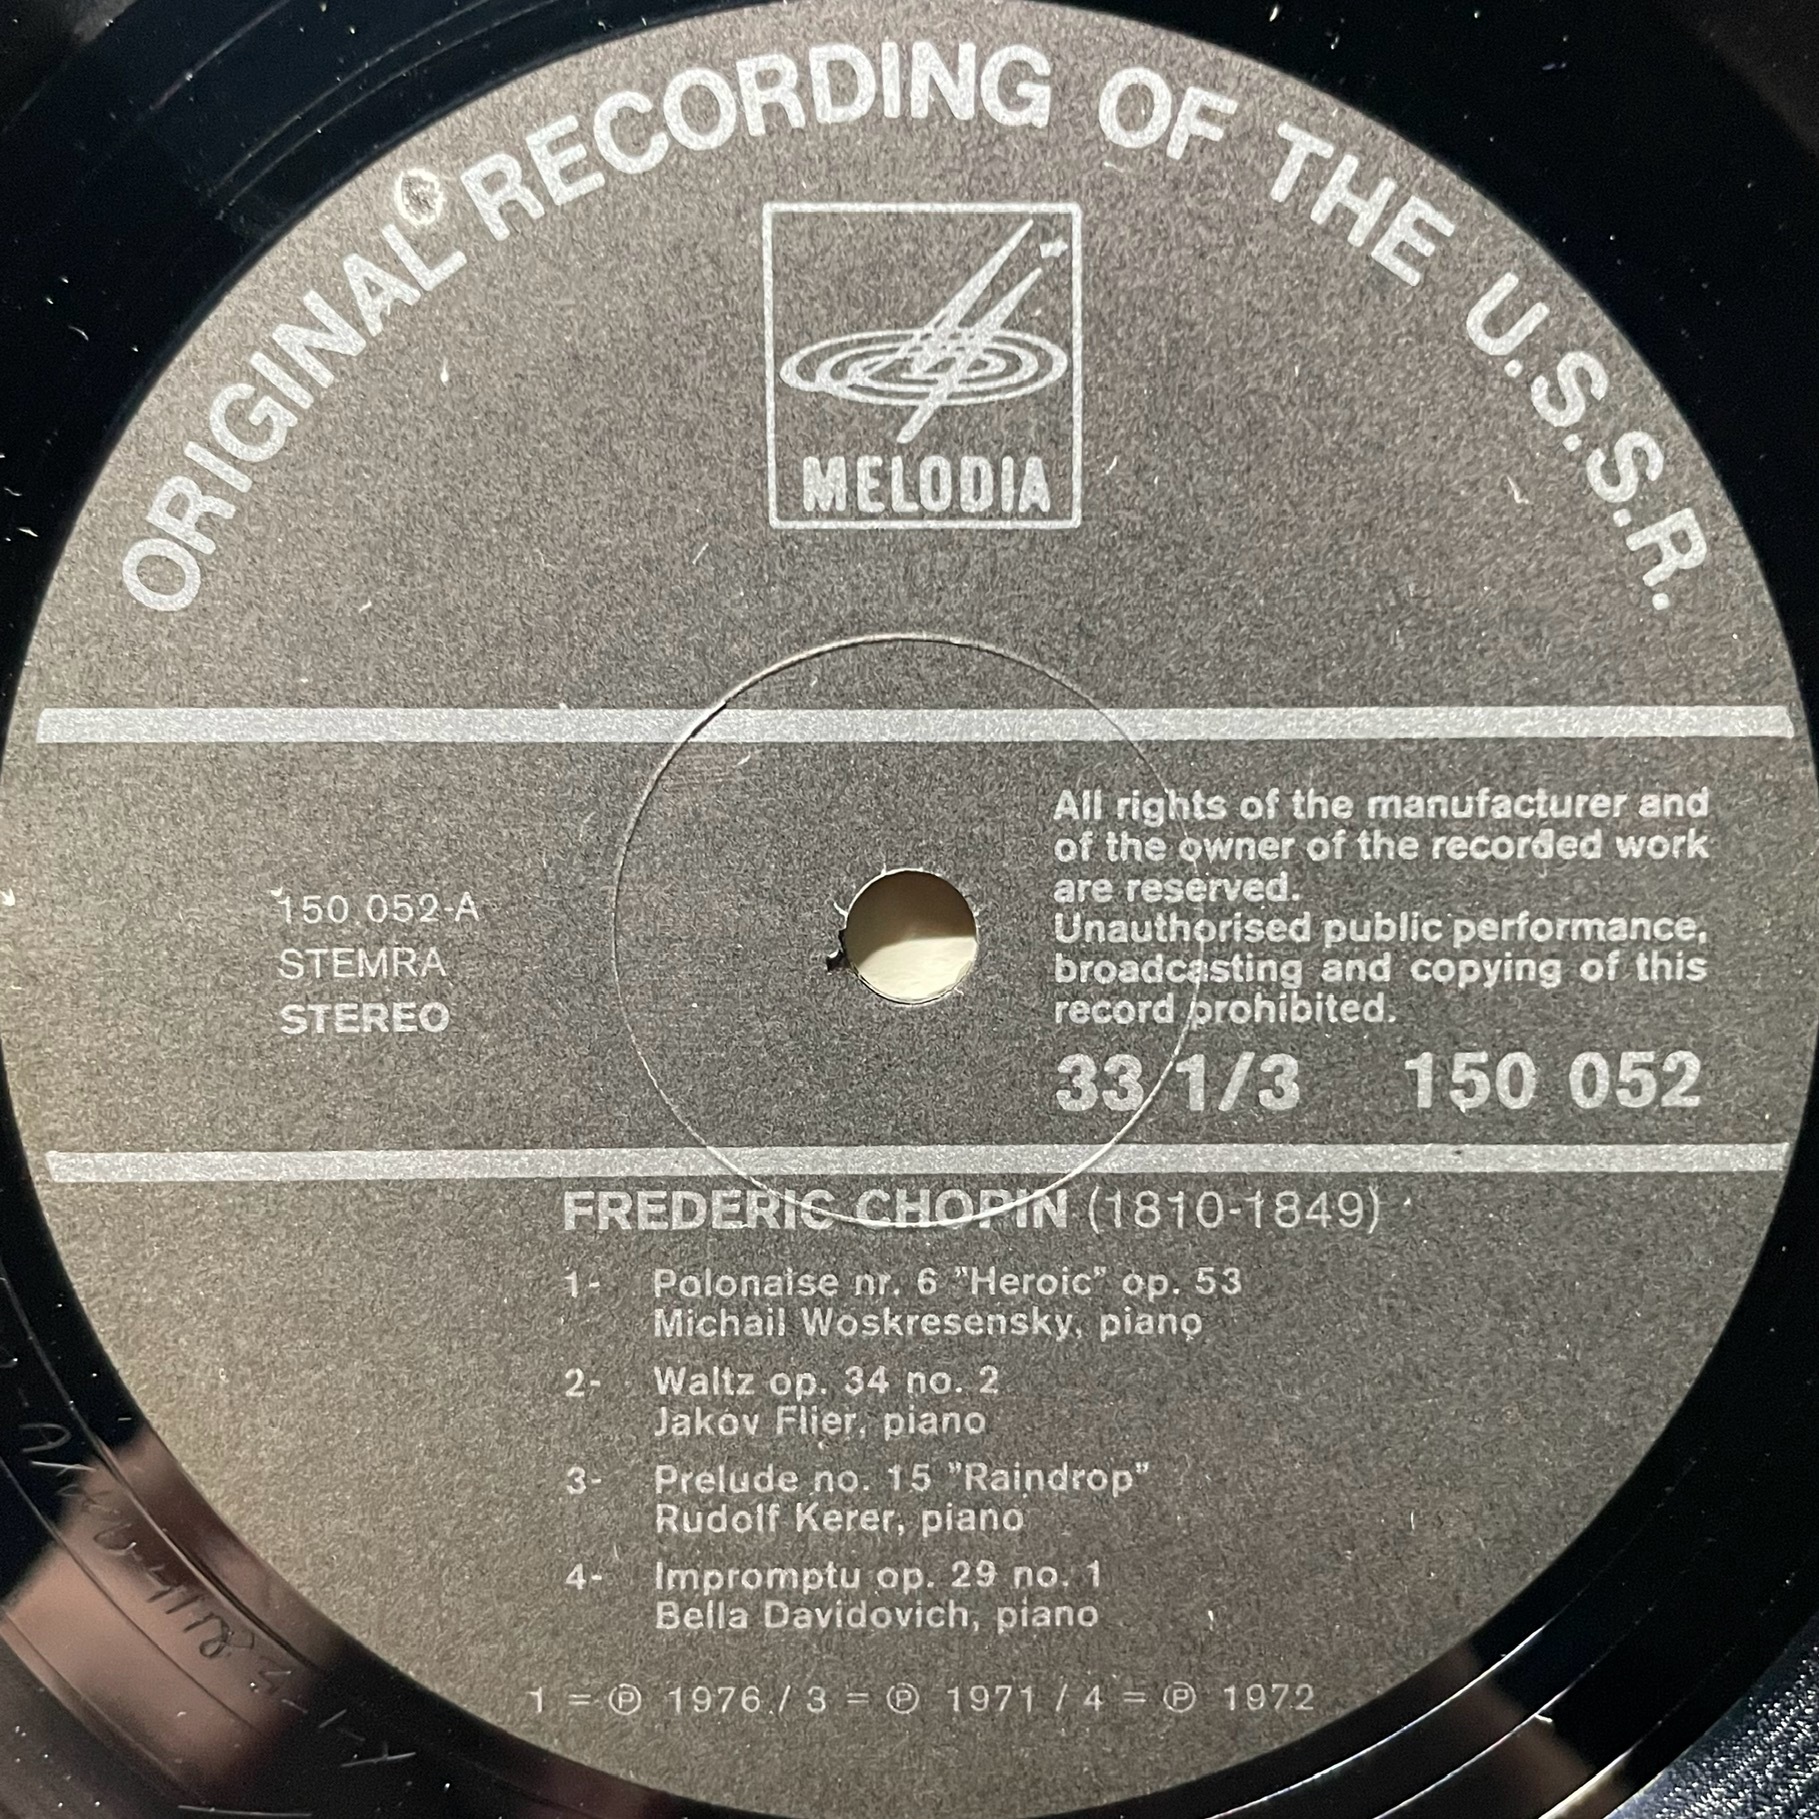 ORIGINAL RECORDING OF THE U.S.S.R.
MELODIA
150 052-A
STEMRA
STEREO
All rights of the manufacturer and
of the owner of the recorded work
are reserved.
Unauthorised public performance,
broadcasting and copying of this
record prohibited.
33 1/3 150 052
FREDERIC CHOPIN (1810-1849)
1- Polonaise nr. 6 "Heroic" op. 53
Michail Woskresensky, piano
2- Waltz op. 34 no. 2
Jakov Flier, piano
3- Prelude no. 15 "Raindrop"
Rudolf Kerer, piano
4- Impromptu op. 29 no. 1
Bella Davidovich, piano
1 = ℗ 1976 / 3 = ℗ 1971 / 4 = ℗ 1972